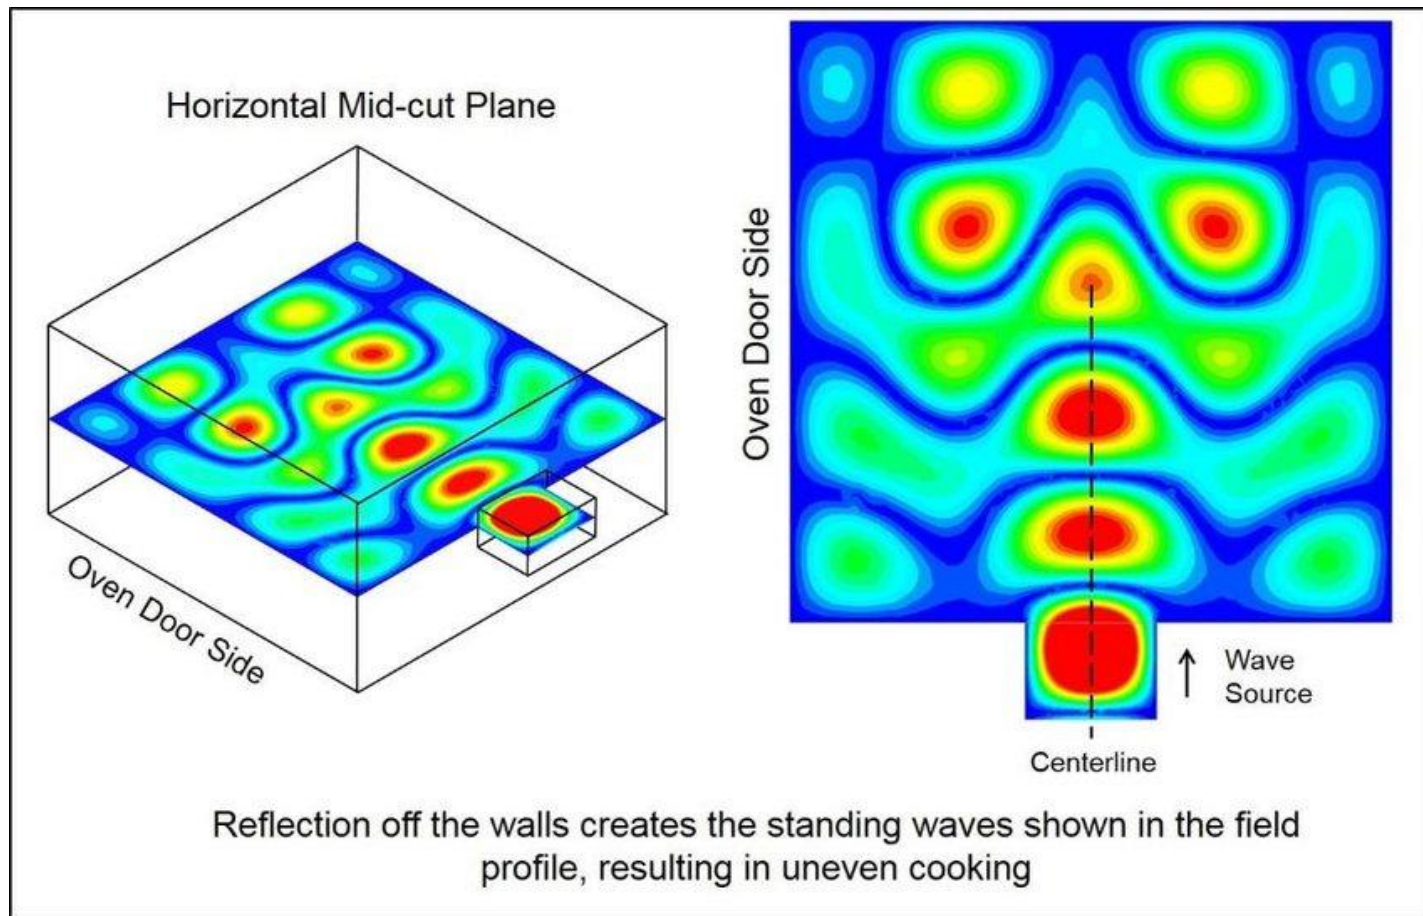 Horizontal Mid-cut Plane
Oven Door Side
Oven Door Side
Wave
Source
Centerline
Reflection off the walls creates the standing waves shown in the field
profile, resulting in uneven cooking